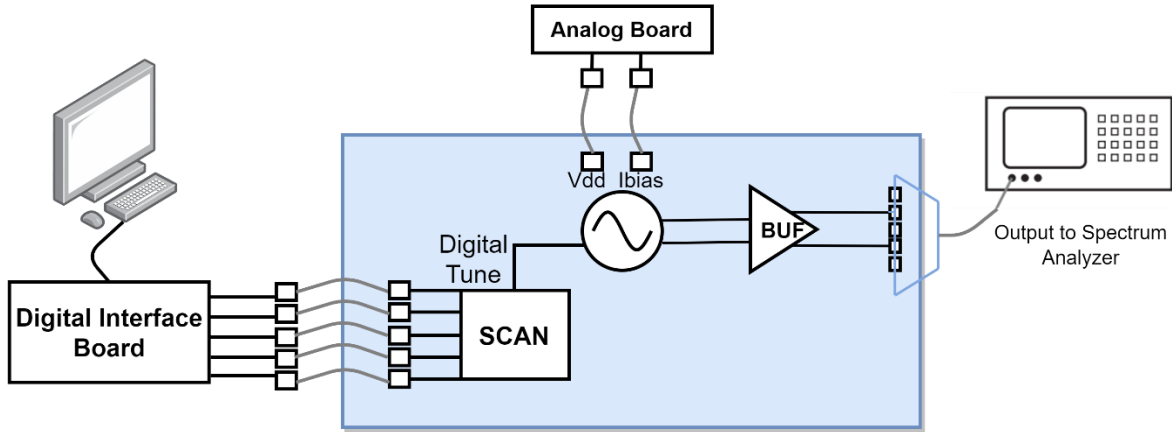 Analog Board
Vdd Ibias
BUF
Digital
Tune
Output to Spectrum
Analyzer
Digital Interface
Board
SCAN